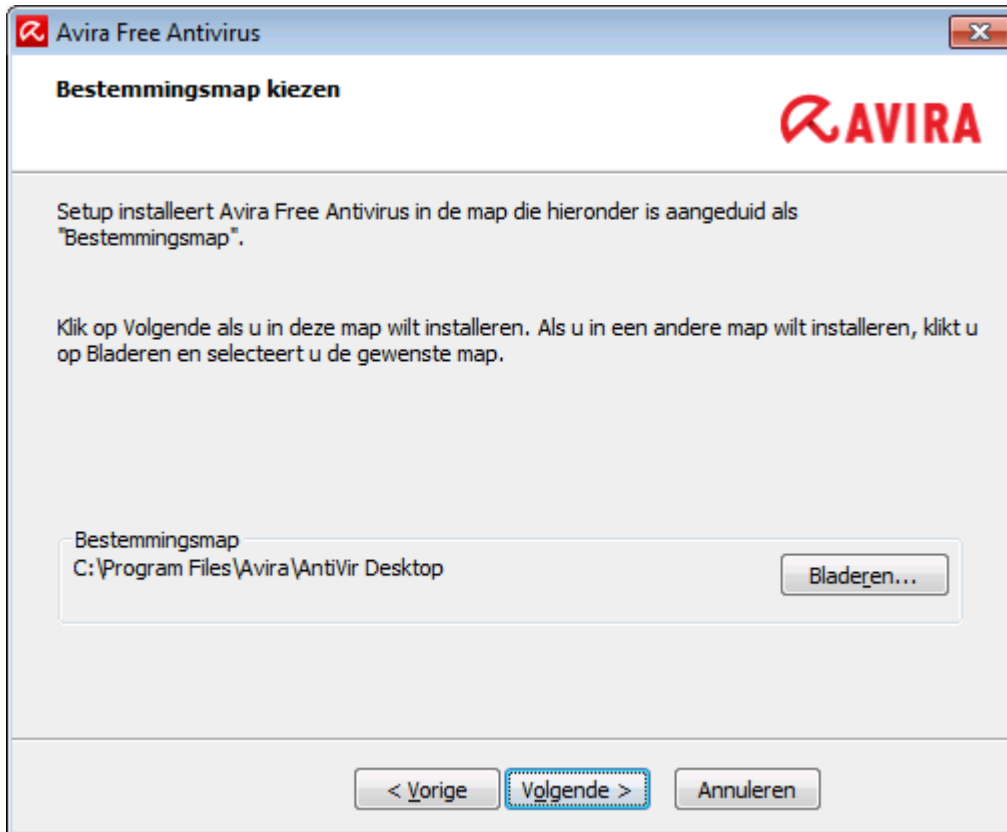 Avira Free Antivirus
Bestemmingsmap kiezen
AVIRA
Setup installeert Avira Free Antivirus in de map die hieronder is aangeduid als
"Bestemmingsmap".
Klik op Volgende als u in deze map wilt installeren. Als u in een andere map wilt installeren, klikt u
op Bladeren en selecteert u de gewenste map.
Bestemmingsmap
C:\Program Files\Avira\AntiVir Desktop
Bladeren...
< Vorige
Volgende >
Annuleren